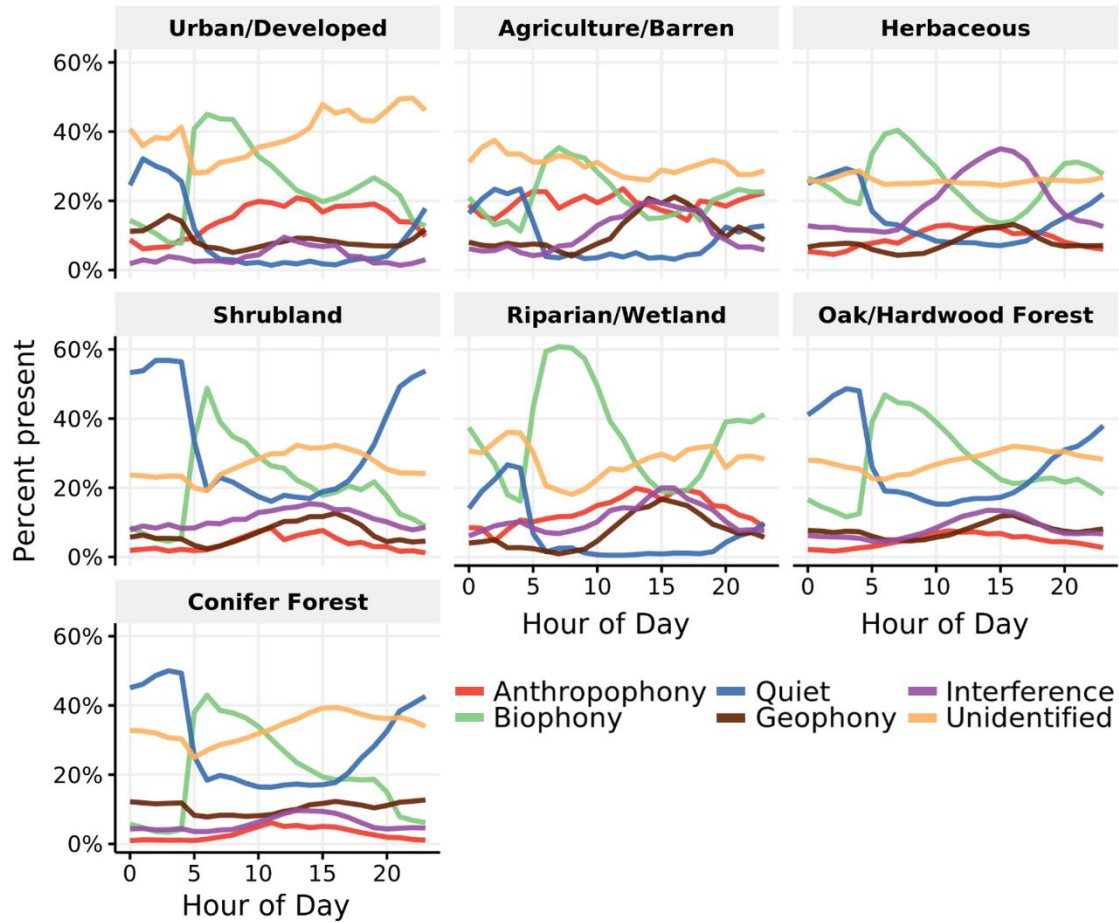 Urban/Developed Agriculture/Barren Herbaceous
60%
40%
20%
0%
Shrubland Riparian/Wetland Oak/Hardwood Forest
60%
40%
20%
0%
Percent present
0 5 10 15 20 0 5 10 15 20
Conifer Forest
Hour of Day Hour of Day
60%
40%
20%
0%
Anthropophony Quiet Interference
Biophony Geophony Unidentified
0 5 10 15 20
Hour of Day